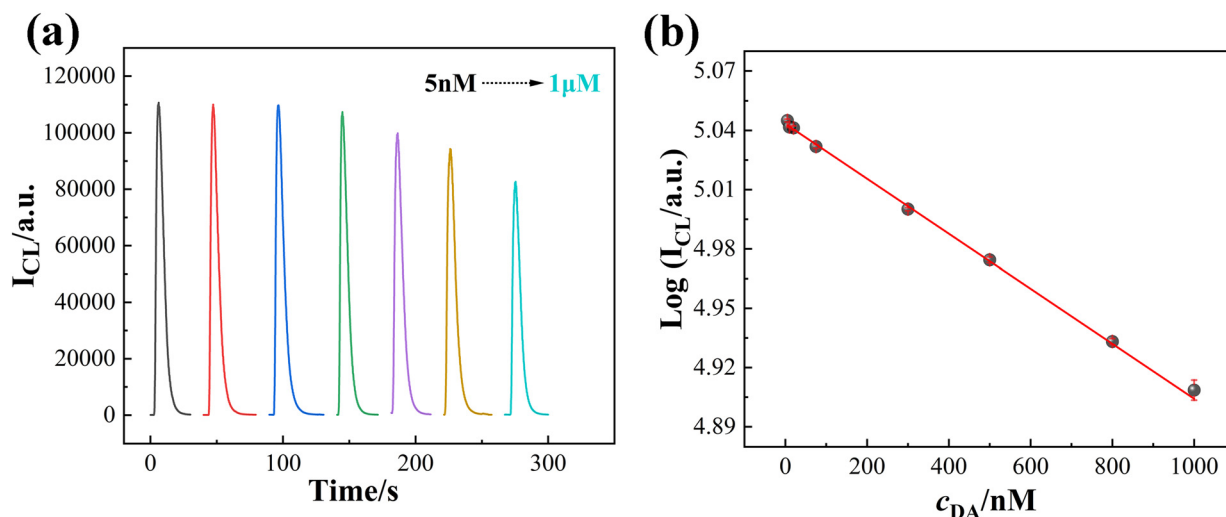 (a)
I_CL/a.u.
120000
100000
80000
60000
40000
20000
0
5nM 1μM
0 100 200 300
Time/s
(b)
Log (I_CL/a.u.)
5.07
5.04
5.01
4.98
4.95
4.92
4.89
0 200 400 600 800 1000
c_DA/nM